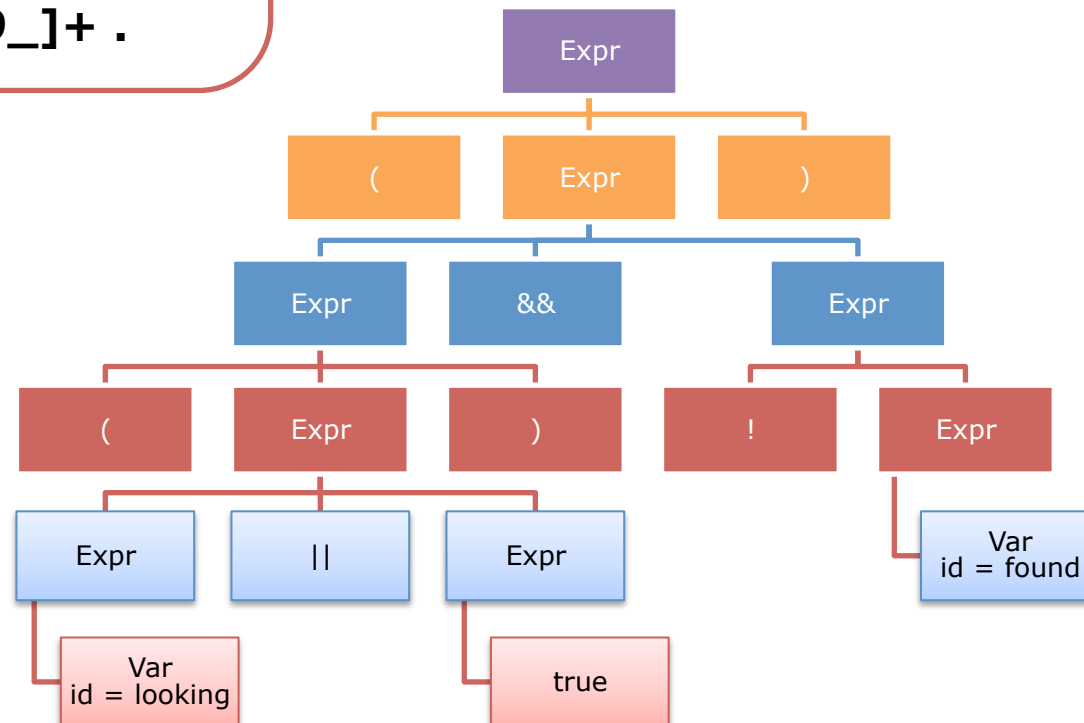 _]+ .
Expr
( Expr )
Expr && Expr
( Expr ) ! Expr
Expr || Expr
Var
id = found
Var
id = looking
true